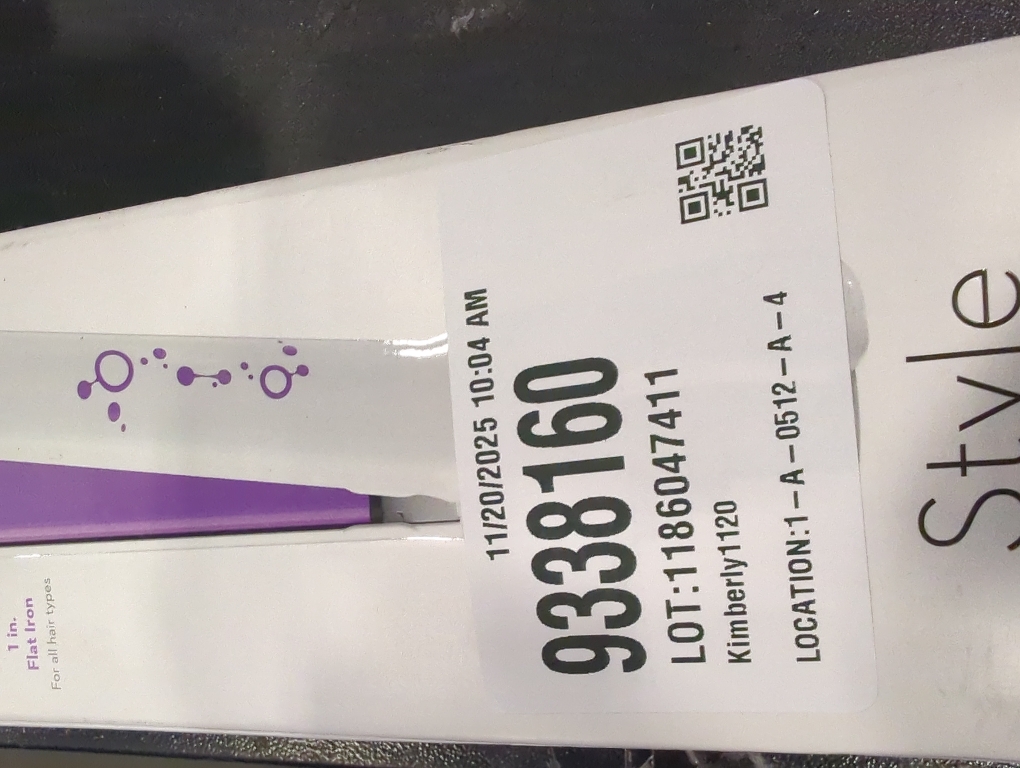 11/20/2025 10:04 AM
9338160
LOT:1186047411
Kimberly1120
LOCATION:1-A-0512-A-4
1 in.
Flat Iron
For all hair types
Style